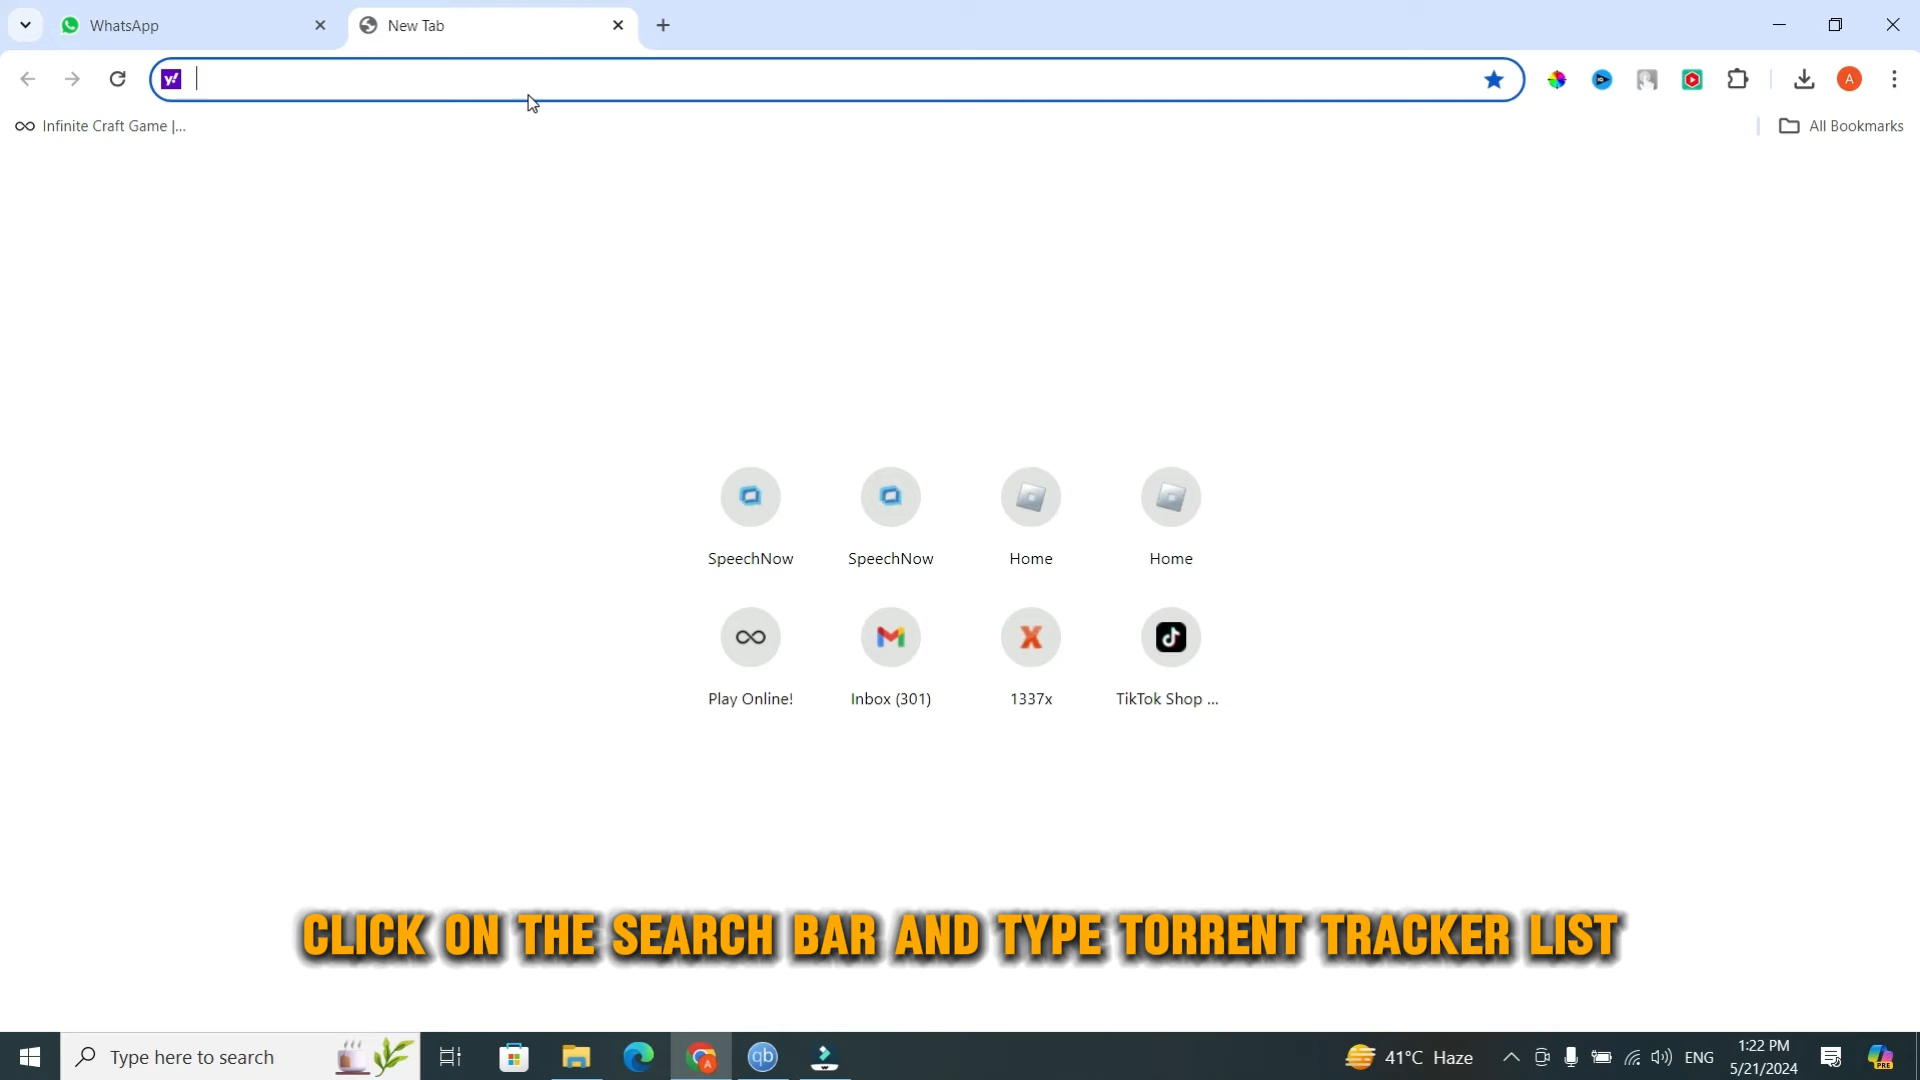 WhatsApp
New Tab
y!
A
Infinite Craft Game |...
All Bookmarks
SpeechNow
SpeechNow
Home
Home
Play Online!
Inbox (301)
1337x
TikTok Shop ...
CLICK ON THE SEARCH BAR AND TYPE TORRENT TRACKER LIST
Type here to search
A
qb
41°C Haze
ENG
1:22 PM
5/21/2024
PRE